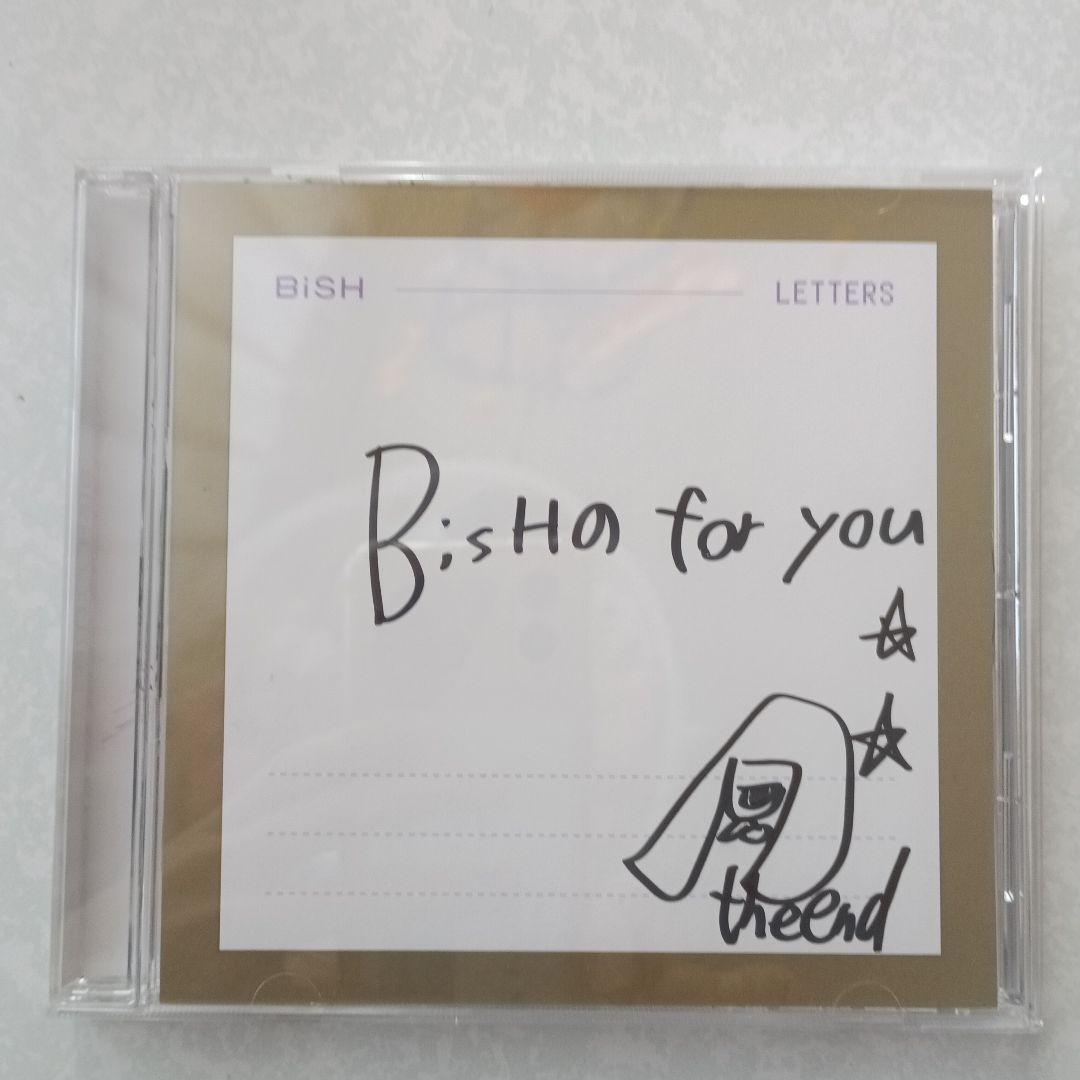 BiSH LETTERS
BisHの for you
theend